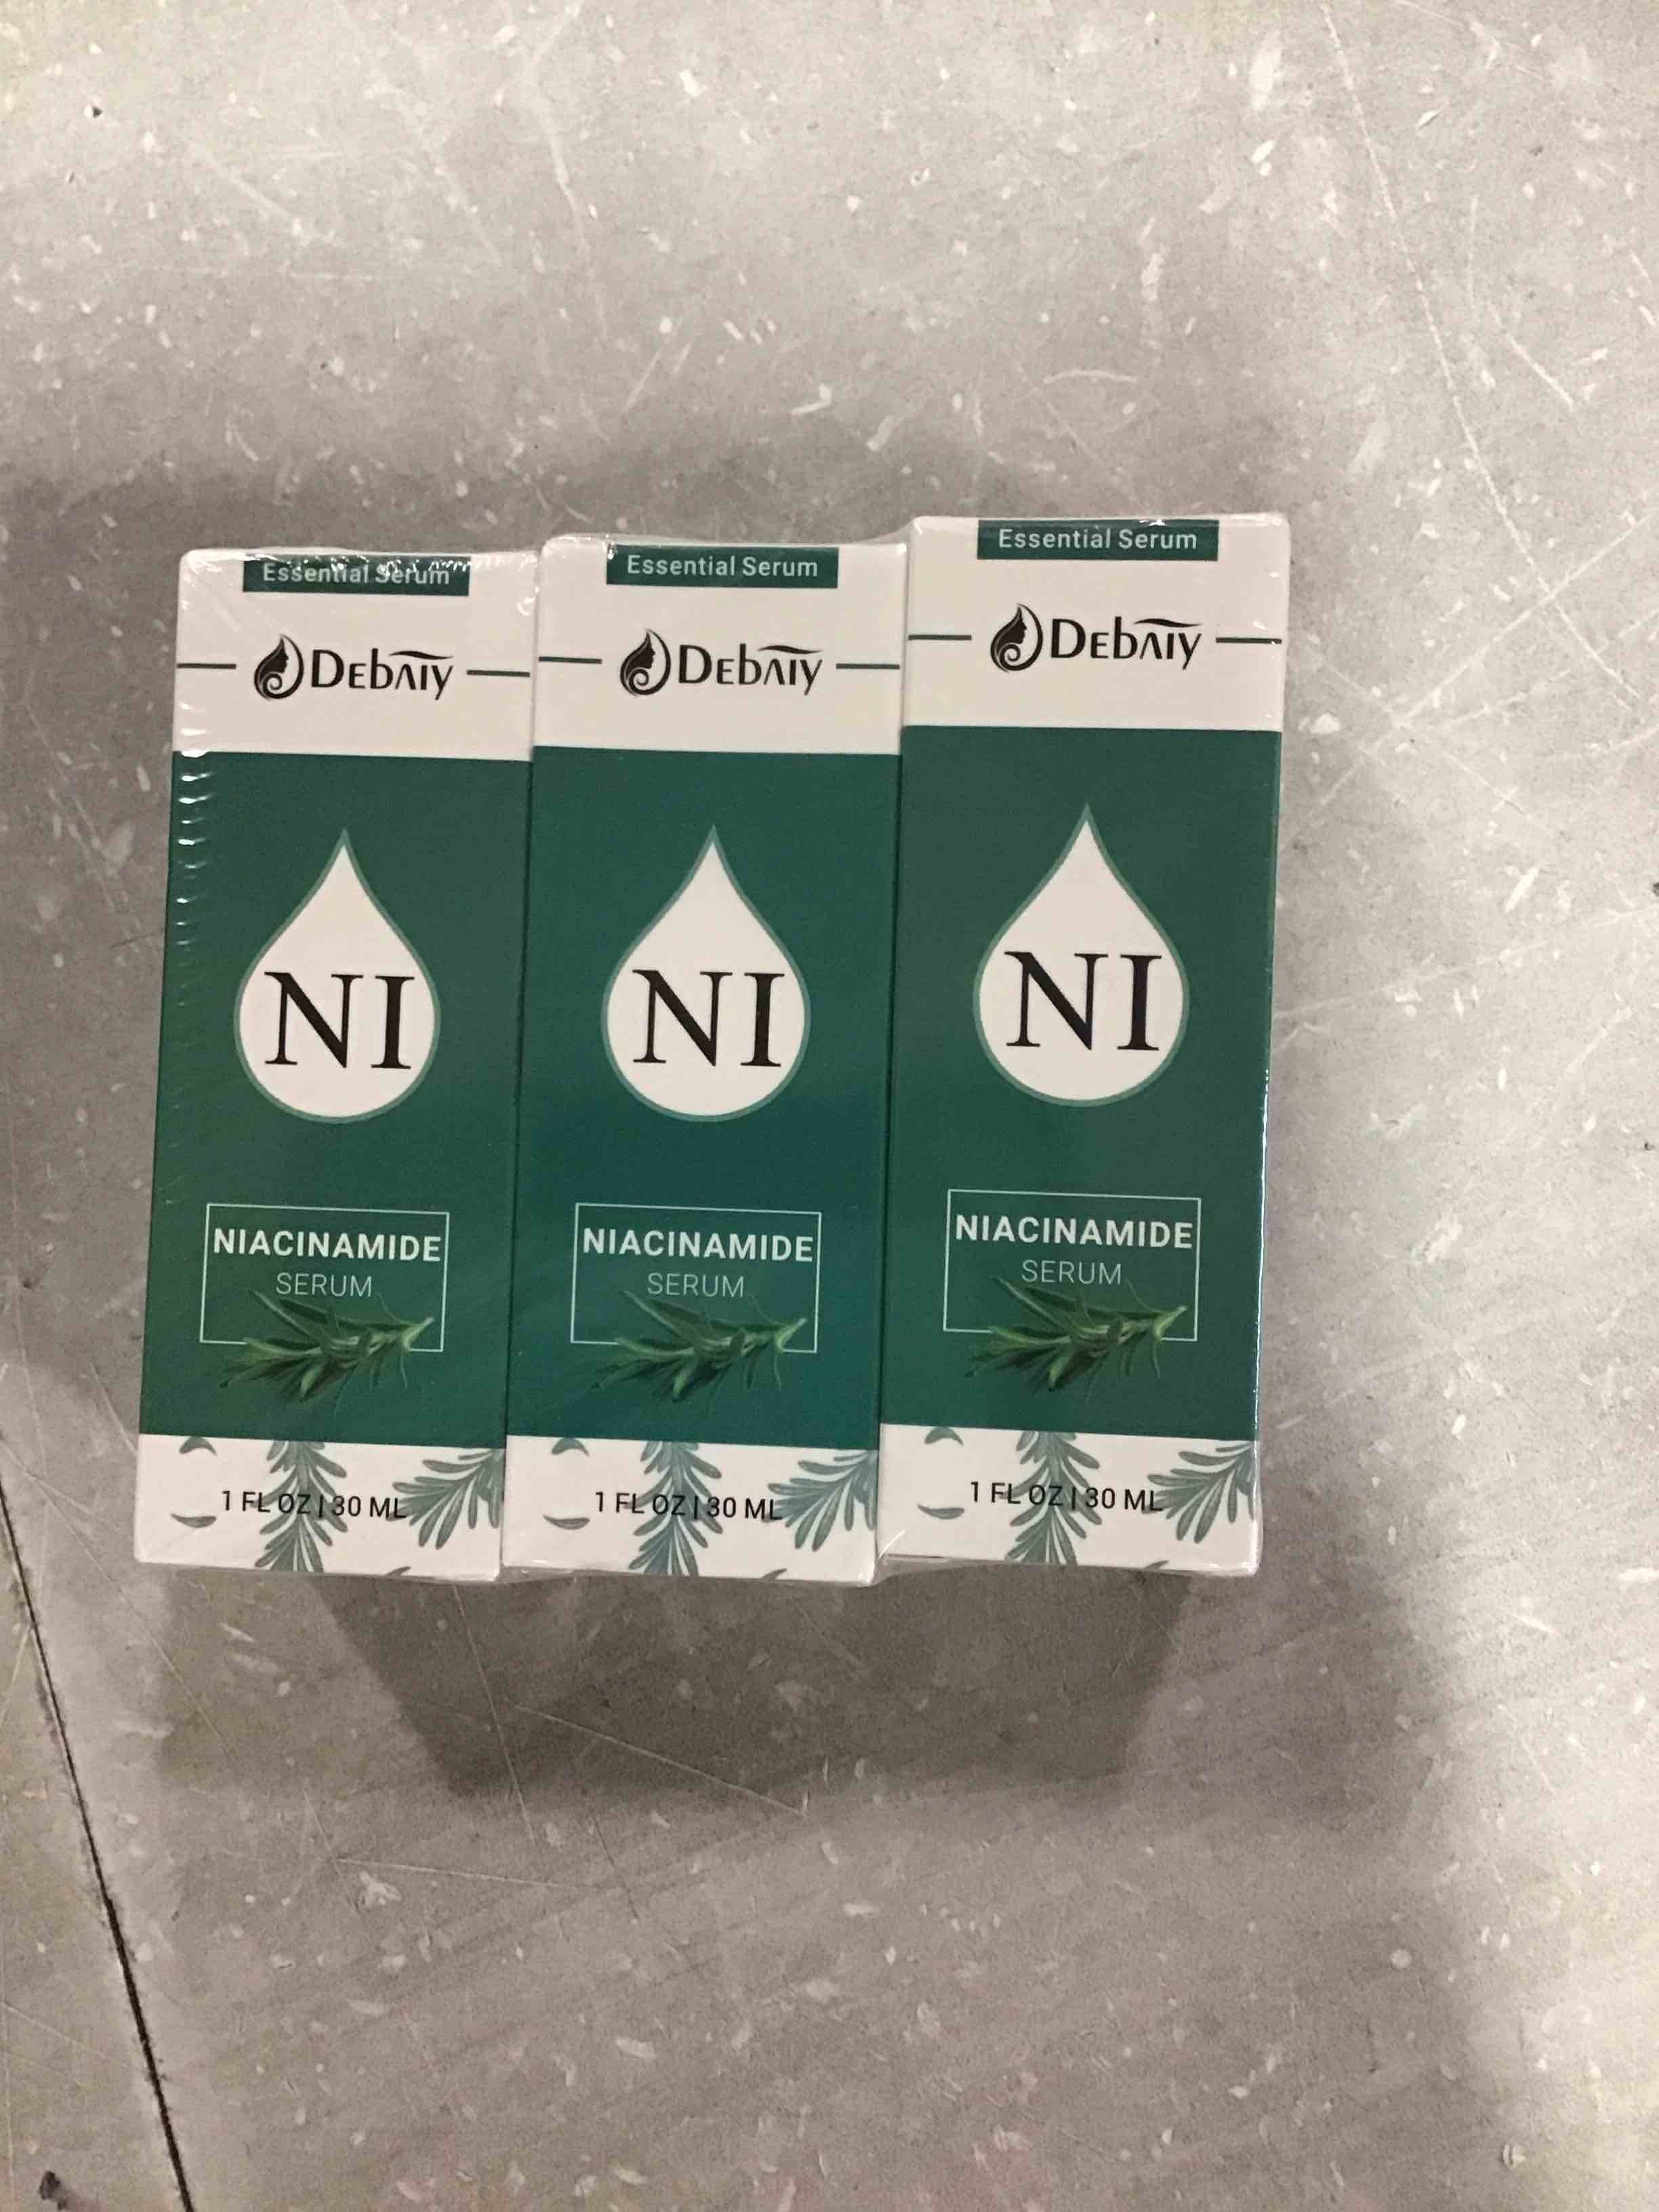 Essential Serum
DEbAIy
NI
NIACINAMIDE
SERUM
1 FL OZ | 30 ML
Essential Serum
DEbAIy
NI
NIACINAMIDE
SERUM
1 FL OZ | 30 ML
Essential Serum
DEbAIy
NI
NIACINAMIDE
SERUM
1 FL OZ | 30 ML